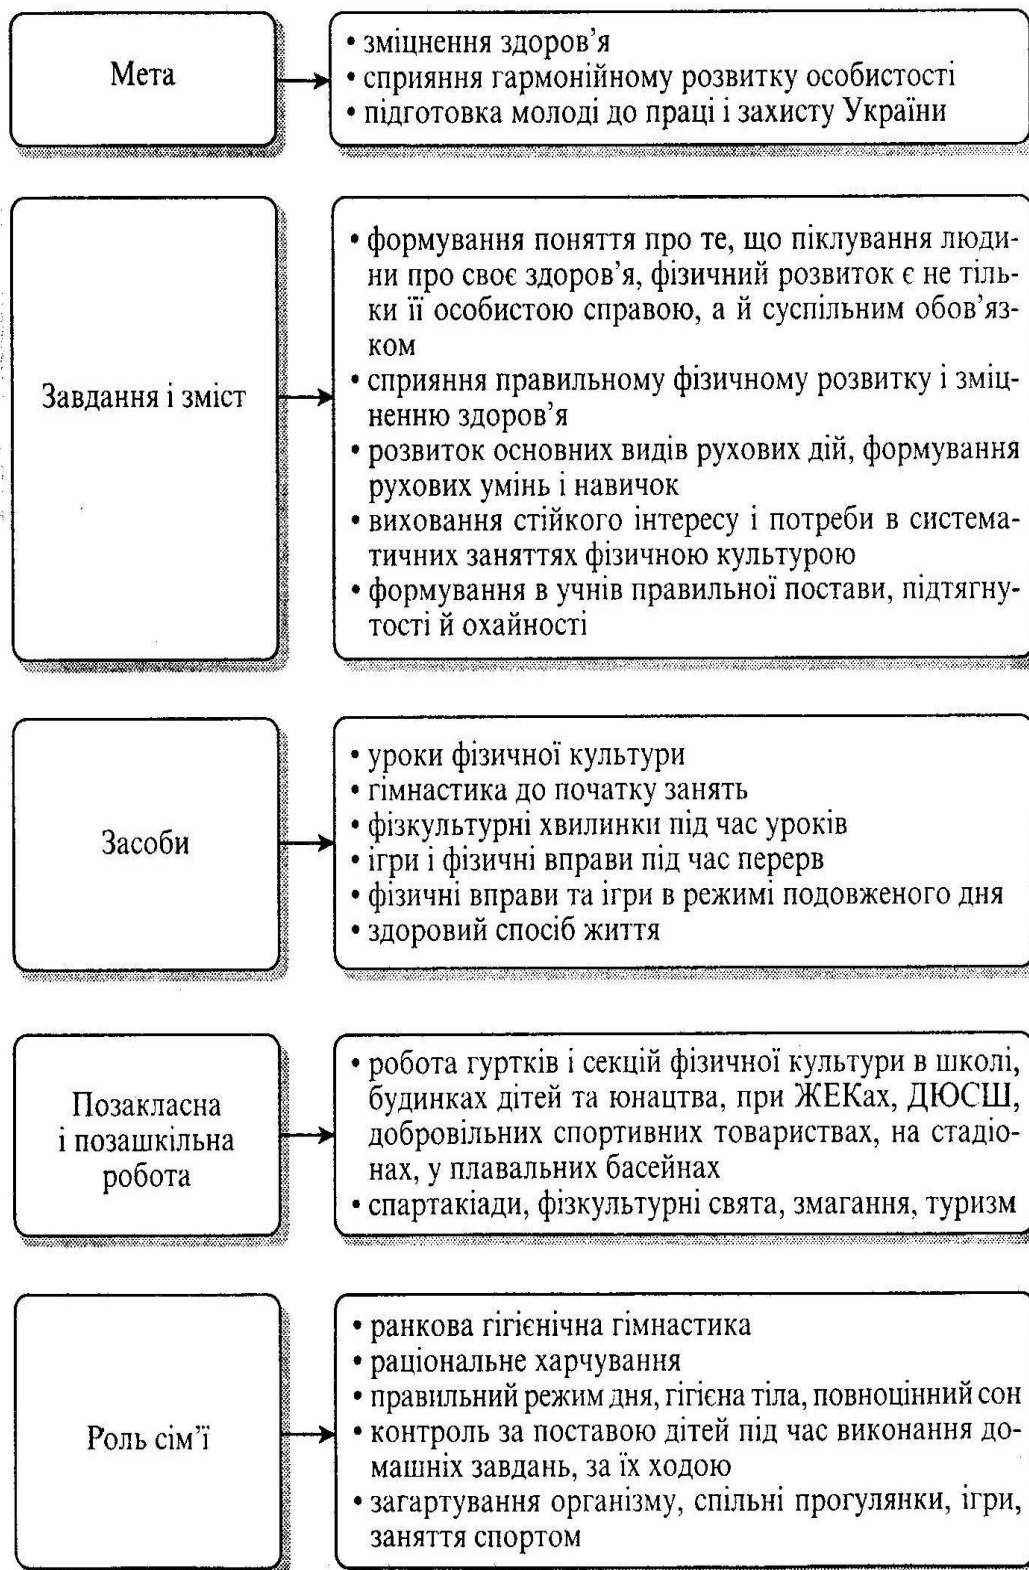 Мета
• зміцнення здоров’я
• сприяння гармонійному розвитку особистості
• підготовка молоді до праці і захисту України
Завдання і зміст
• формування поняття про те, що піклування люди-
ни про своє здоров’я, фізичний розвиток є не тіль-
ки її особистою справою, а й суспільним обов’яз-
ком
• сприяння правильному фізичному розвитку і зміц-
ненню здоров’я
• розвиток основних видів рухових дій, формування
рухових умінь і навичок
• виховання стійкого інтересу і потреби в система-
тичних заняттях фізичною культурою
• формування в учнів правильної постави, підтягну-
тості й охайності
Засоби
• уроки фізичної культури
• гімнастика до початку занять
• фізкультурні хвилинки під час уроків
• ігри і фізичні вправи під час перерв
• фізичні вправи та ігри в режимі подовженого дня
• здоровий спосіб життя
Позакласна
і позашкільна
робота
• робота гуртків і секцій фізичної культури в школі,
будинках дітей та юнацтва, при ЖЕКах, ДЮСШ,
добровільних спортивних товариствах, на стадіо-
нах, у плавальних басейнах
• спартакіади, фізкультурні свята, змагання, туризм
Роль сім’ї
• ранкова гігієнічна гімнастика
• раціональне харчування
• правильний режим дня, гігієна тіла, повноцінний сон
• контроль за поставою дітей під час виконання до-
машніх завдань, за їх ходою
• загартування організму, спільні прогулянки, ігри,
заняття спортом